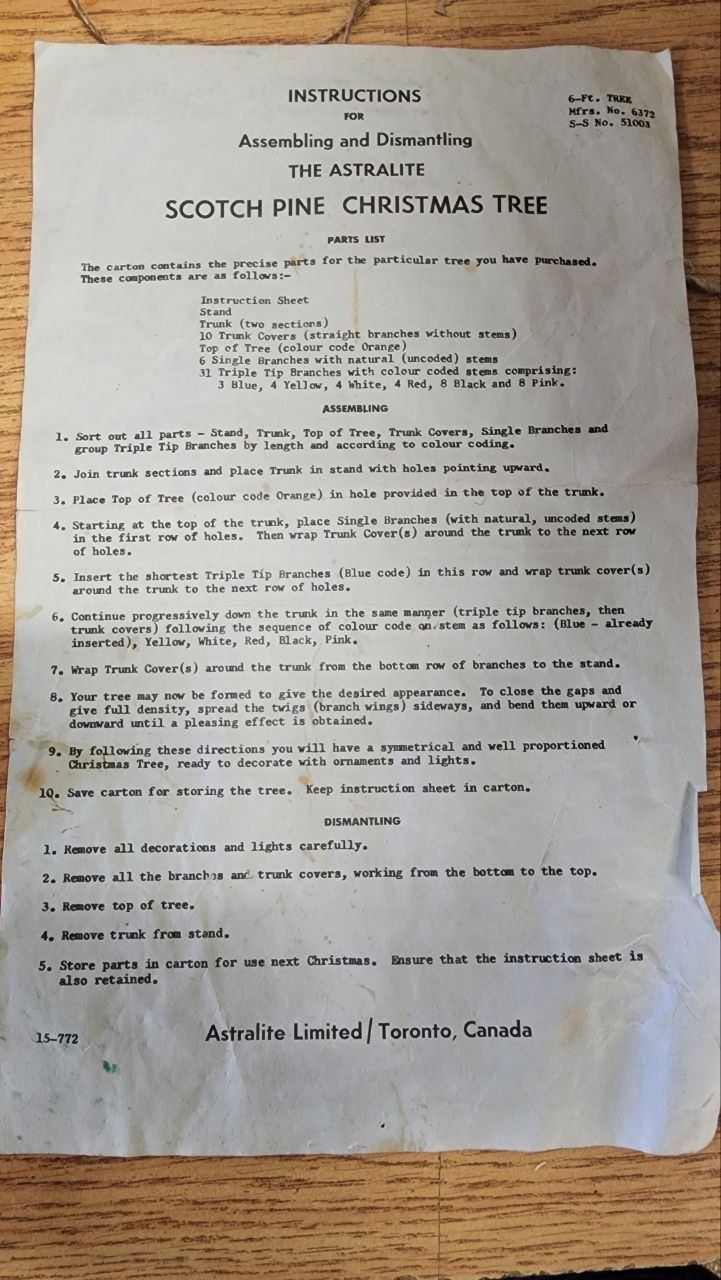 INSTRUCTIONS
FOR
Assembling and Dismantling
THE ASTRALITE
SCOTCH PINE CHRISTMAS TREE
6-Ft. TREE
Mfrs. No. 6372
S-S No. 51003
PARTS LIST
The carton contains the precise parts for the particular tree you have purchased.
These components are as follows:-
Instruction Sheet
Stand
Trunk (two sections)
10 Trunk Covers (straight branches without stems)
Top of Tree (colour code Orange)
6 Single Branches with natural (uncoded) stems
31 Triple Tip Branches with colour coded stems comprising:
3 Blue, 4 Yellow, 4 White, 4 Red, 8 Black and 8 Pink.
ASSEMBLING
1. Sort out all parts - Stand, Trunk, Top of Tree, Trunk Covers, Single Branches and
group Triple Tip Branches by length and according to colour coding.
2. Join trunk sections and place Trunk in stand with holes pointing upward.
3. Place Top of Tree (colour code Orange) in hole provided in the top of the trunk.
4. Starting at the top of the trunk, place Single Branches (with natural, uncoded stems)
in the first row of holes. Then wrap Trunk Cover(s) around the trunk to the next row
of holes.
5. Insert the shortest Triple Tip Branches (Blue code) in this row and wrap trunk cover(s)
around the trunk to the next row of holes.
6. Continue progressively down the trunk in the same manner (triple tip branches, then
trunk covers) following the sequence of colour code on stem as follows: (Blue - already
inserted), Yellow, White, Red, Black, Pink.
7. Wrap Trunk Cover(s) around the trunk from the bottom row of branches to the stand.
8. Your tree may now be formed to give the desired appearance. To close the gaps and
give full density, spread the twigs (branch wings) sideways, and bend them upward or
downward until a pleasing effect is obtained.
9. By following these directions you will have a symmetrical and well proportioned
Christmas Tree, ready to decorate with ornaments and lights.
10. Save carton for storing the tree. Keep instruction sheet in carton.
DISMANTLING
1. Remove all decorations and lights carefully.
2. Remove all the branches and trunk covers, working from the bottom to the top.
3. Remove top of tree.
4. Remove trunk from stand.
5. Store parts in carton for use next Christmas. Ensure that the instruction sheet is
also retained.
15-772
Astralite Limited / Toronto, Canada